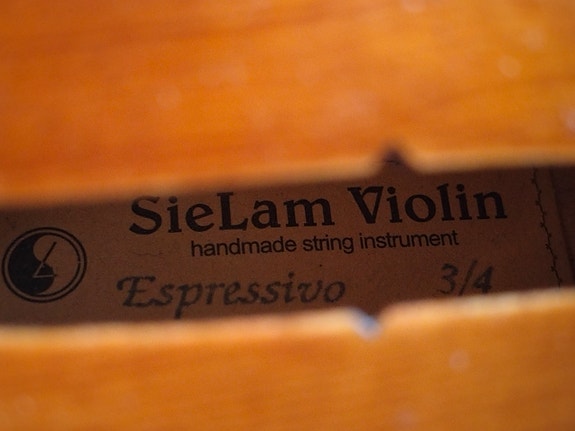 SieLam Violin
handmade string instrument
Espressivo 3/4